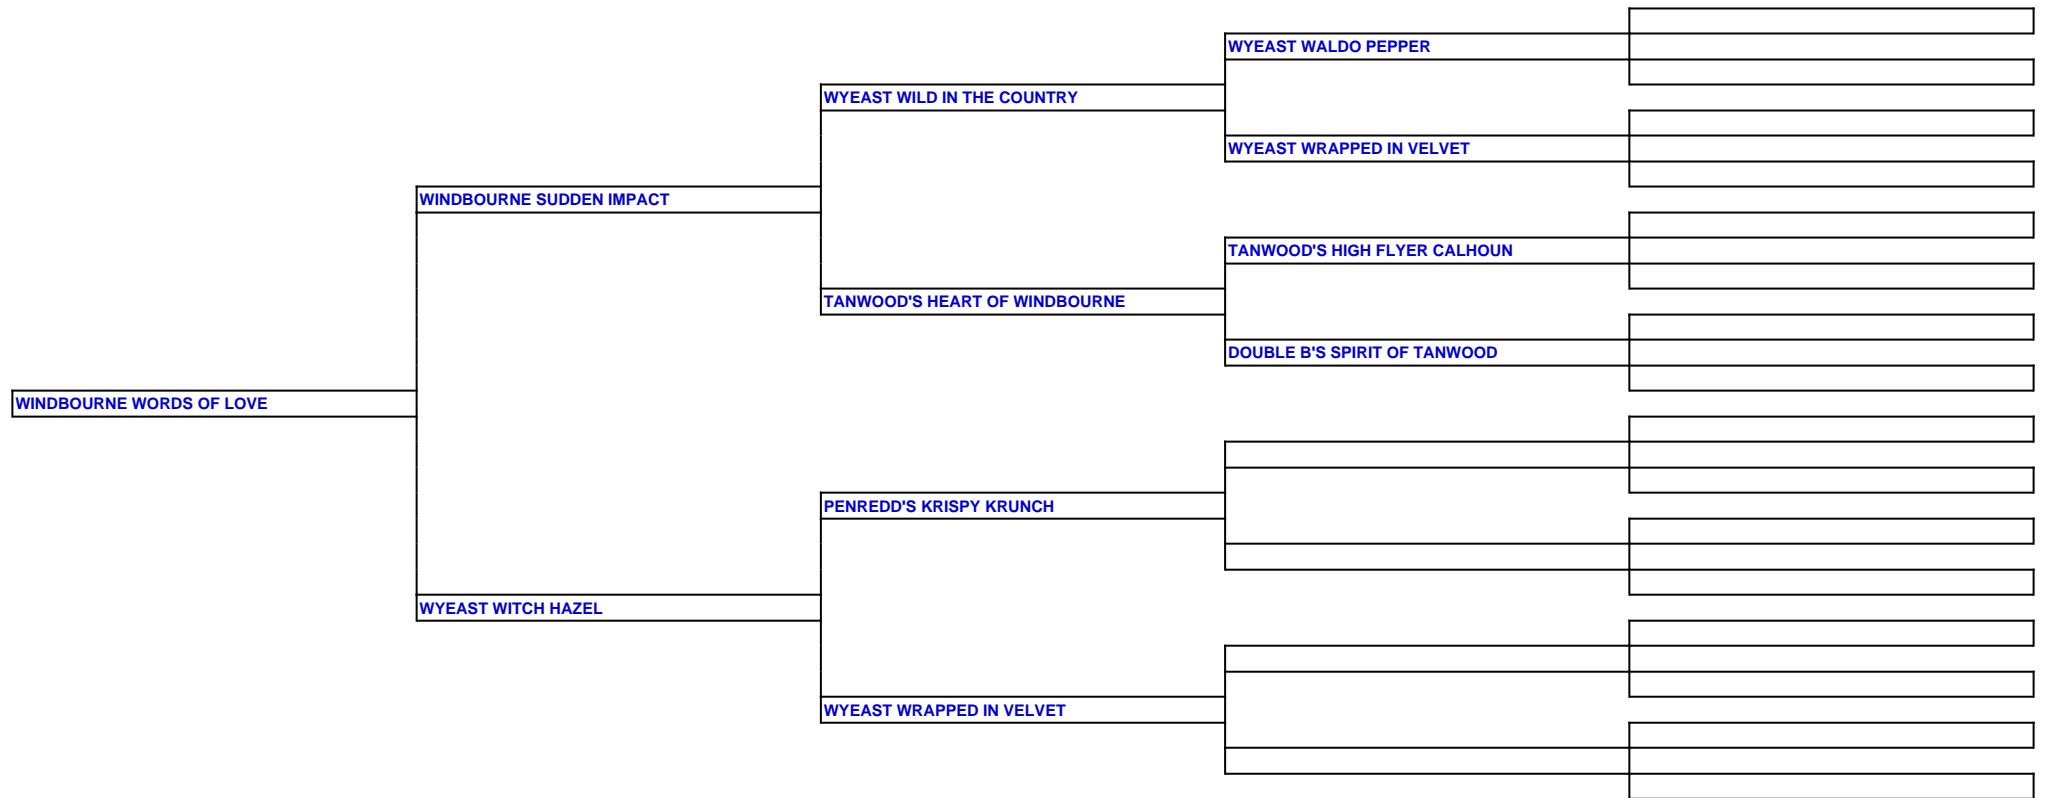 WYEAST WALDO PEPPER
WYEAST WILD IN THE COUNTRY
WYEAST WRAPPED IN VELVET
WINDBOURNE SUDDEN IMPACT
TANWOOD'S HIGH FLYER CALHOUN
TANWOOD'S HEART OF WINDBOURNE
DOUBLE B'S SPIRIT OF TANWOOD
WINDBOURNE WORDS OF LOVE
PENREDD'S KRISPY KRUNCH
WYEAST WITCH HAZEL
WYEAST WRAPPED IN VELVET